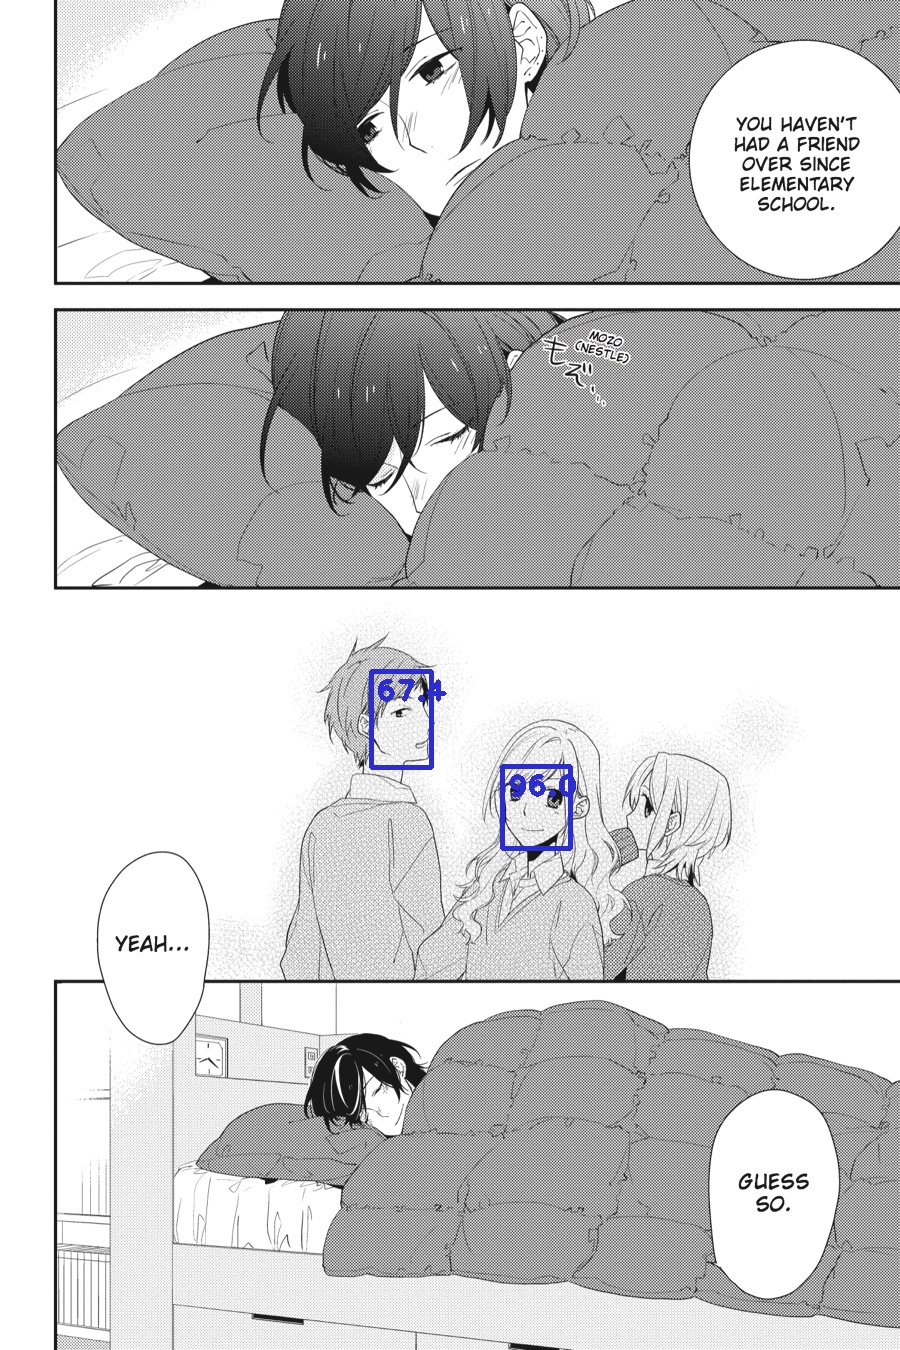 YOU HAVEN'T
HAD A FRIEND
OVER SINCE
ELEMENTARY
SCHOOL.
もぞ...
MOZO
(NESTLE)
67.4
96.0
YEAH...
GUESS
SO.